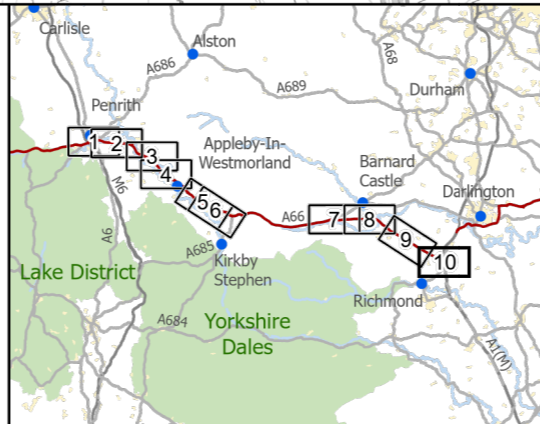 Carlisle
Alston
A686
A689
A68
Durham
Penrith
Appleby-In-
Westmorland
Barnard
Castle
Darlington
1
2
3
4
5
6
7
8
9
10
M6
A6
A66
A685
Kirkby
Stephen
Lake District
Richmond
A684
Yorkshire
Dales
A1(M)